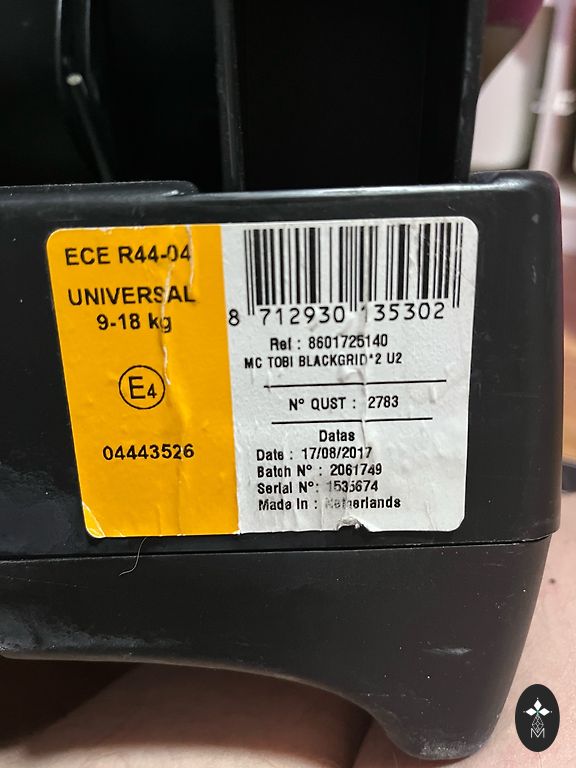 ECE R44-04
UNIVERSAL
9-18 kg
E4
04443526
8 712930 135302
Ref : 8601725140
MC TOBI BLACKGRID*2 U2
N° QUST : 2783
Datas
Date : 17/08/2017
Batch N° : 2061749
Serial N°: 1535674
Made in : Netherlands
M